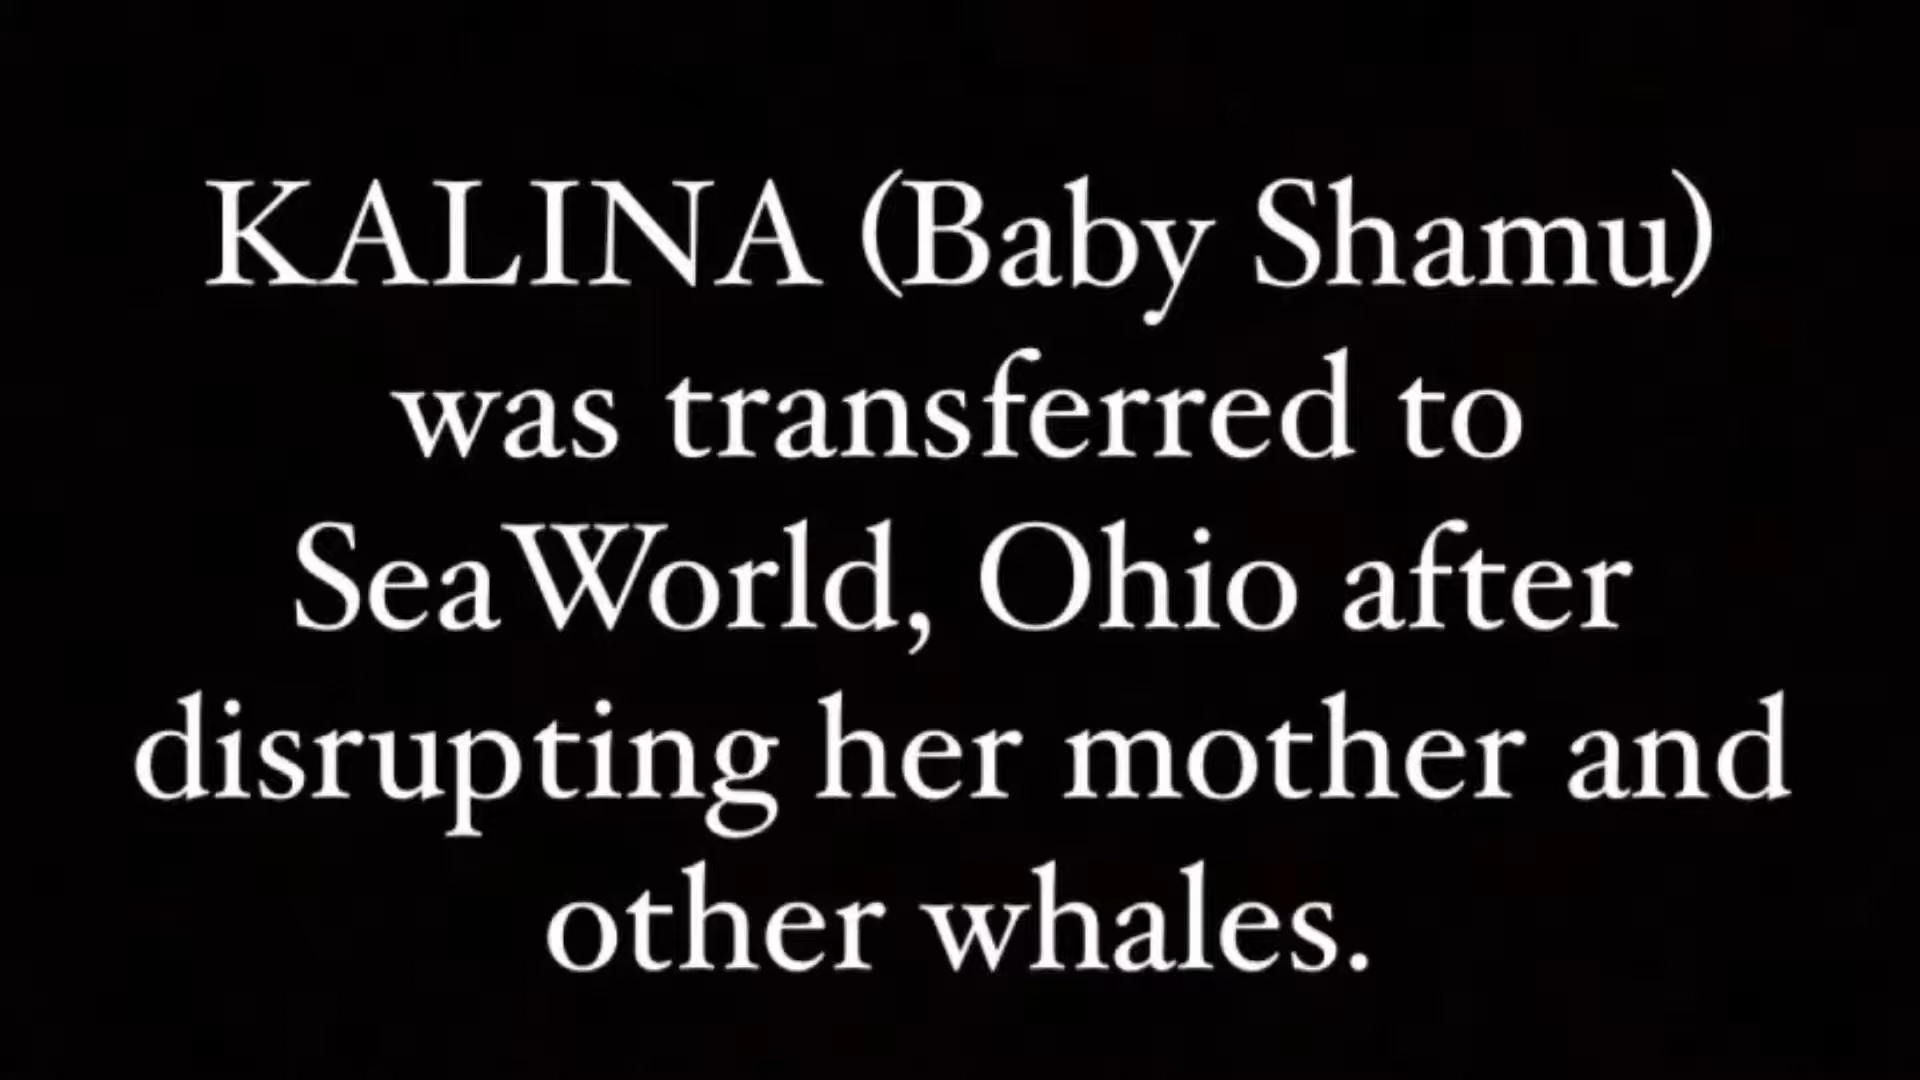 KALINA (Baby Shamu)
was transferred to
SeaWorld, Ohio after
disrupting her mother and
other whales.